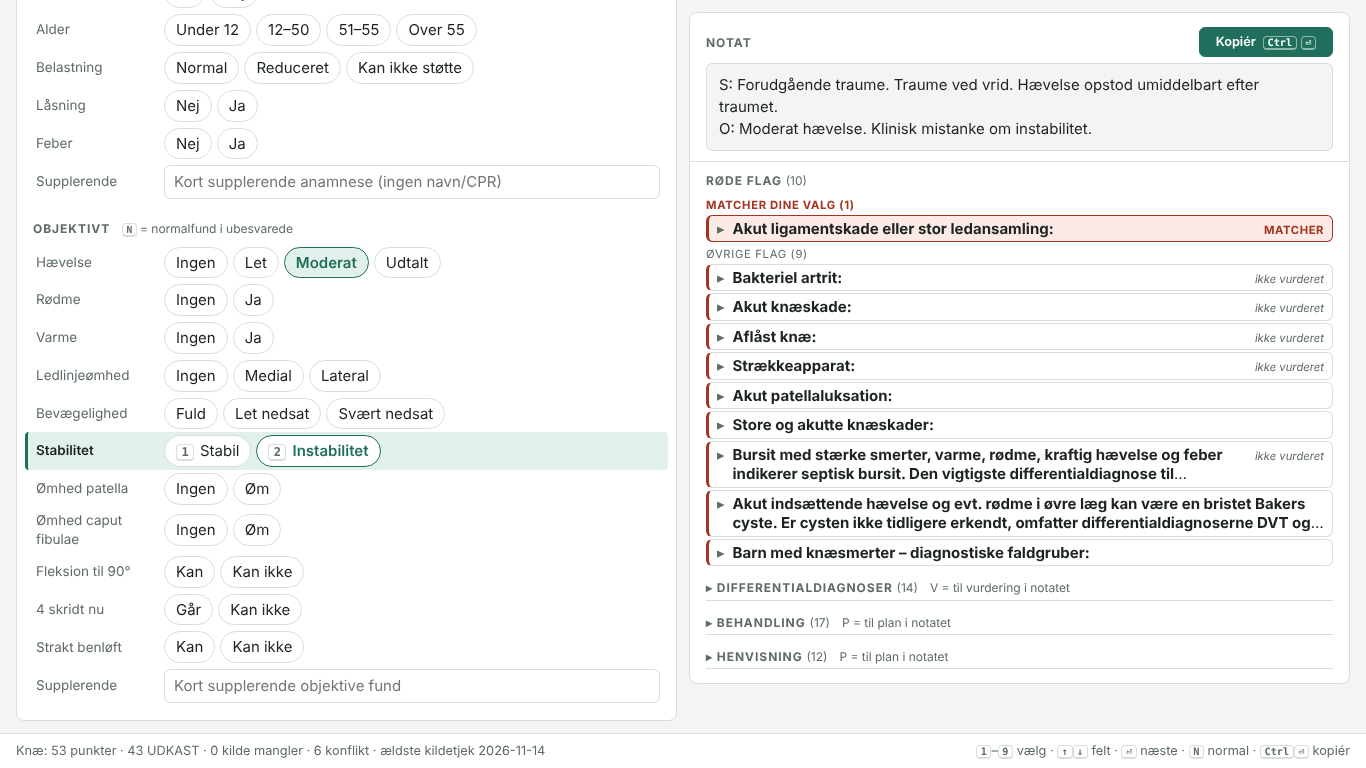 Alder Under 12 12–50 51–55 Over 55
Belastning Normal Reduceret Kan ikke støtte
Låsning Nej Ja
Feber Nej Ja
Supplerende Kort supplerende anamnese (ingen navn/CPR)
OBJEKTIVT N = normalfund i ubesvarede
Hævelse Ingen Let Moderat Udtalt
Rødme Ingen Ja
Varme Ingen Ja
Ledlinjeømhed Ingen Medial Lateral
Bevægelighed Fuld Let nedsat Svært nedsat
Stabilitet 1 Stabil 2 Instabilitet
Ømhed patella Ingen Øm
Ømhed caput
fibulae Ingen Øm
Fleksion til 90° Kan Kan ikke
4 skridt nu Går Kan ikke
Strakt benløft Kan Kan ikke
Supplerende Kort supplerende objektive fund
NOTAT Kopiér Ctrl ⏎
S: Forudgående traume. Traume ved vrid. Hævelse opstod umiddelbart efter
traumet.
O: Moderat hævelse. Klinisk mistanke om instabilitet.
RØDE FLAG (10)
MATCHER DINE VALG (1)
▸ Akut ligamentskade eller stor ledansamling: MATCHER
ØVRIGE FLAG (9)
▸ Bakteriel artrit: ikke vurderet
▸ Akut knæskade: ikke vurderet
▸ Aflåst knæ: ikke vurderet
▸ Strækkeapparat: ikke vurderet
▸ Akut patellaluksation:
▸ Store og akutte knæskader:
▸ Bursit med stærke smerter, varme, rødme, kraftig hævelse og feber ikke vurderet
indikerer septisk bursit. Den vigtigste differentialdiagnose til...
▸ Akut indsættende hævelse og evt. rødme i øvre læg kan være en bristet Bakers
cyste. Er cysten ikke tidligere erkendt, omfatter differentialdiagnoserne DVT og...
▸ Barn med knæsmerter – diagnostiske faldgruber:
▸ DIFFERENTIALDIAGNOSER (14) V = til vurdering i notatet
▸ BEHANDLING (17) P = til plan i notatet
▸ HENVISNING (12) P = til plan i notatet
Knæ: 53 punkter · 43 UDKAST · 0 kilde mangler · 6 konflikt · ældste kildetjek 2026-11-14
1–9 vælg · ↑↓ felt · ⏎ næste · N normal · Ctrl ⏎ kopiér